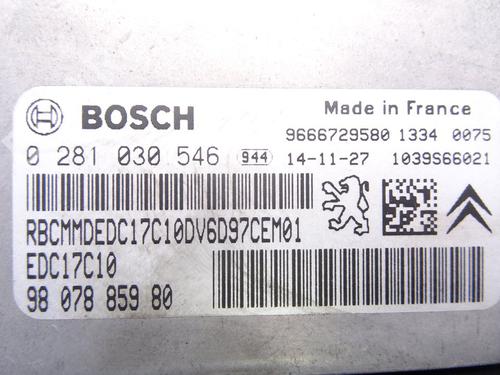 BOSCH
Made in France
9666729580 1334 0075
0 281 030 546 944 14-11-27 1039S66021
RBCMMDEDC17C10DV6D97CEM01
EDC17C10
98 078 859 80